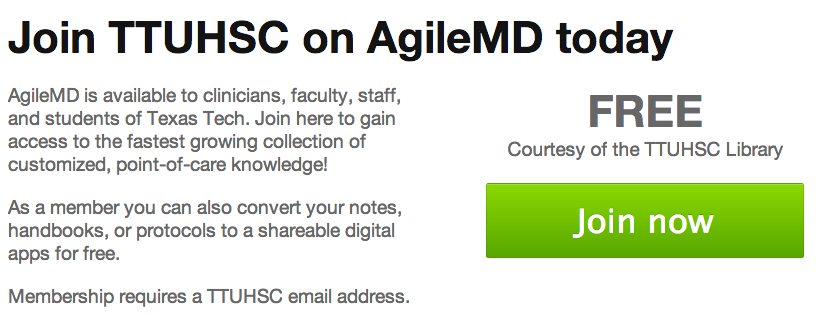 Join TTUHSC on AgileMD today
AgileMD is available to clinicians, faculty, staff,
and students of Texas Tech. Join here to gain
access to the fastest growing collection of
customized, point-of-care knowledge!
As a member you can also convert your notes,
handbooks, or protocols to a shareable digital
apps for free.
Membership requires a TTUHSC email address.
FREE
Courtesy of the TTUHSC Library
Join now